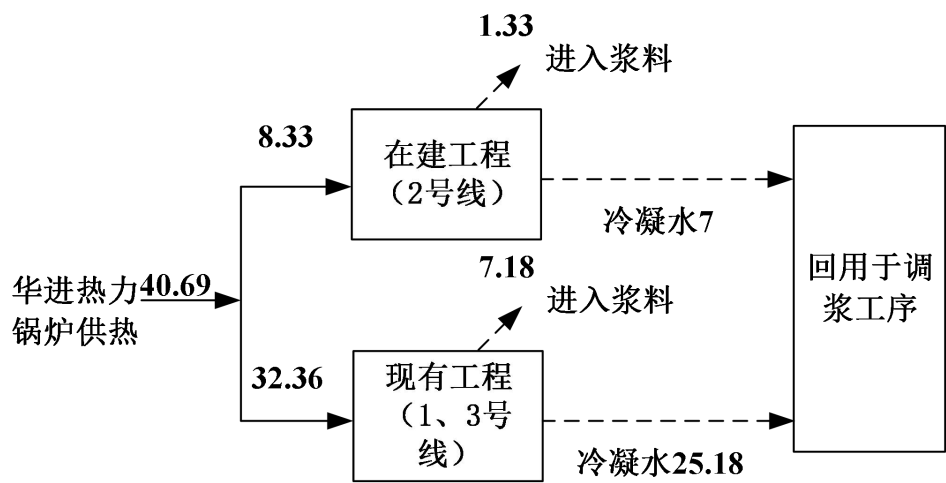 1.33
进入浆料
8.33
在建工程
（2号线）
冷凝水7
7.18
进入浆料
华进热力
锅炉供热
40.69
回用于调
浆工序
32.36
现有工程
（1、3号
线）
冷凝水25.18